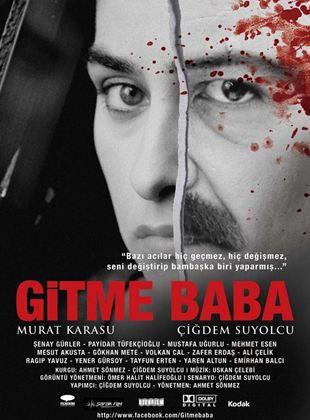 “Bazı acılar hiç geçmez, hiç değişmez,
seni değiştirip bambaşka biri yaparmış...”
GiTME BABA
MURAT KARASU ÇİĞDEM SUYOLCU
ŞENAY GÜRLER - PAYİDAR TÜFEKÇİOĞLU - MUSTAFA UĞURLU - MEHMET ESEN
MESUT AKUSTA - GÖKHAN METE - VOLKAN CAL - ZAFER ERDAŞ - ALİ ÇELİK
RAGIP YAVUZ - YENER GÜRSOY - TAYFUN ERTEN - YAREN ALTUN - EMİRHAN BALCI
KURGU: AHMET SÖNMEZ - ÇİĞDEM SUYOLCU I MÜZİK: USKAN ÇELEBİ
GÖRÜNTÜ YÖNETMENİ: ÖMER HALİT HALİFEOĞLU I SENARYO: ÇİĞDEM SUYOLCU
YAPIMCI: ÇİĞDEM SUYOLCU - YÖNETMEN: AHMET SÖNMEZ
DOLBY DIGITAL Kodak
http://www.facebook.com/Gitmebaba